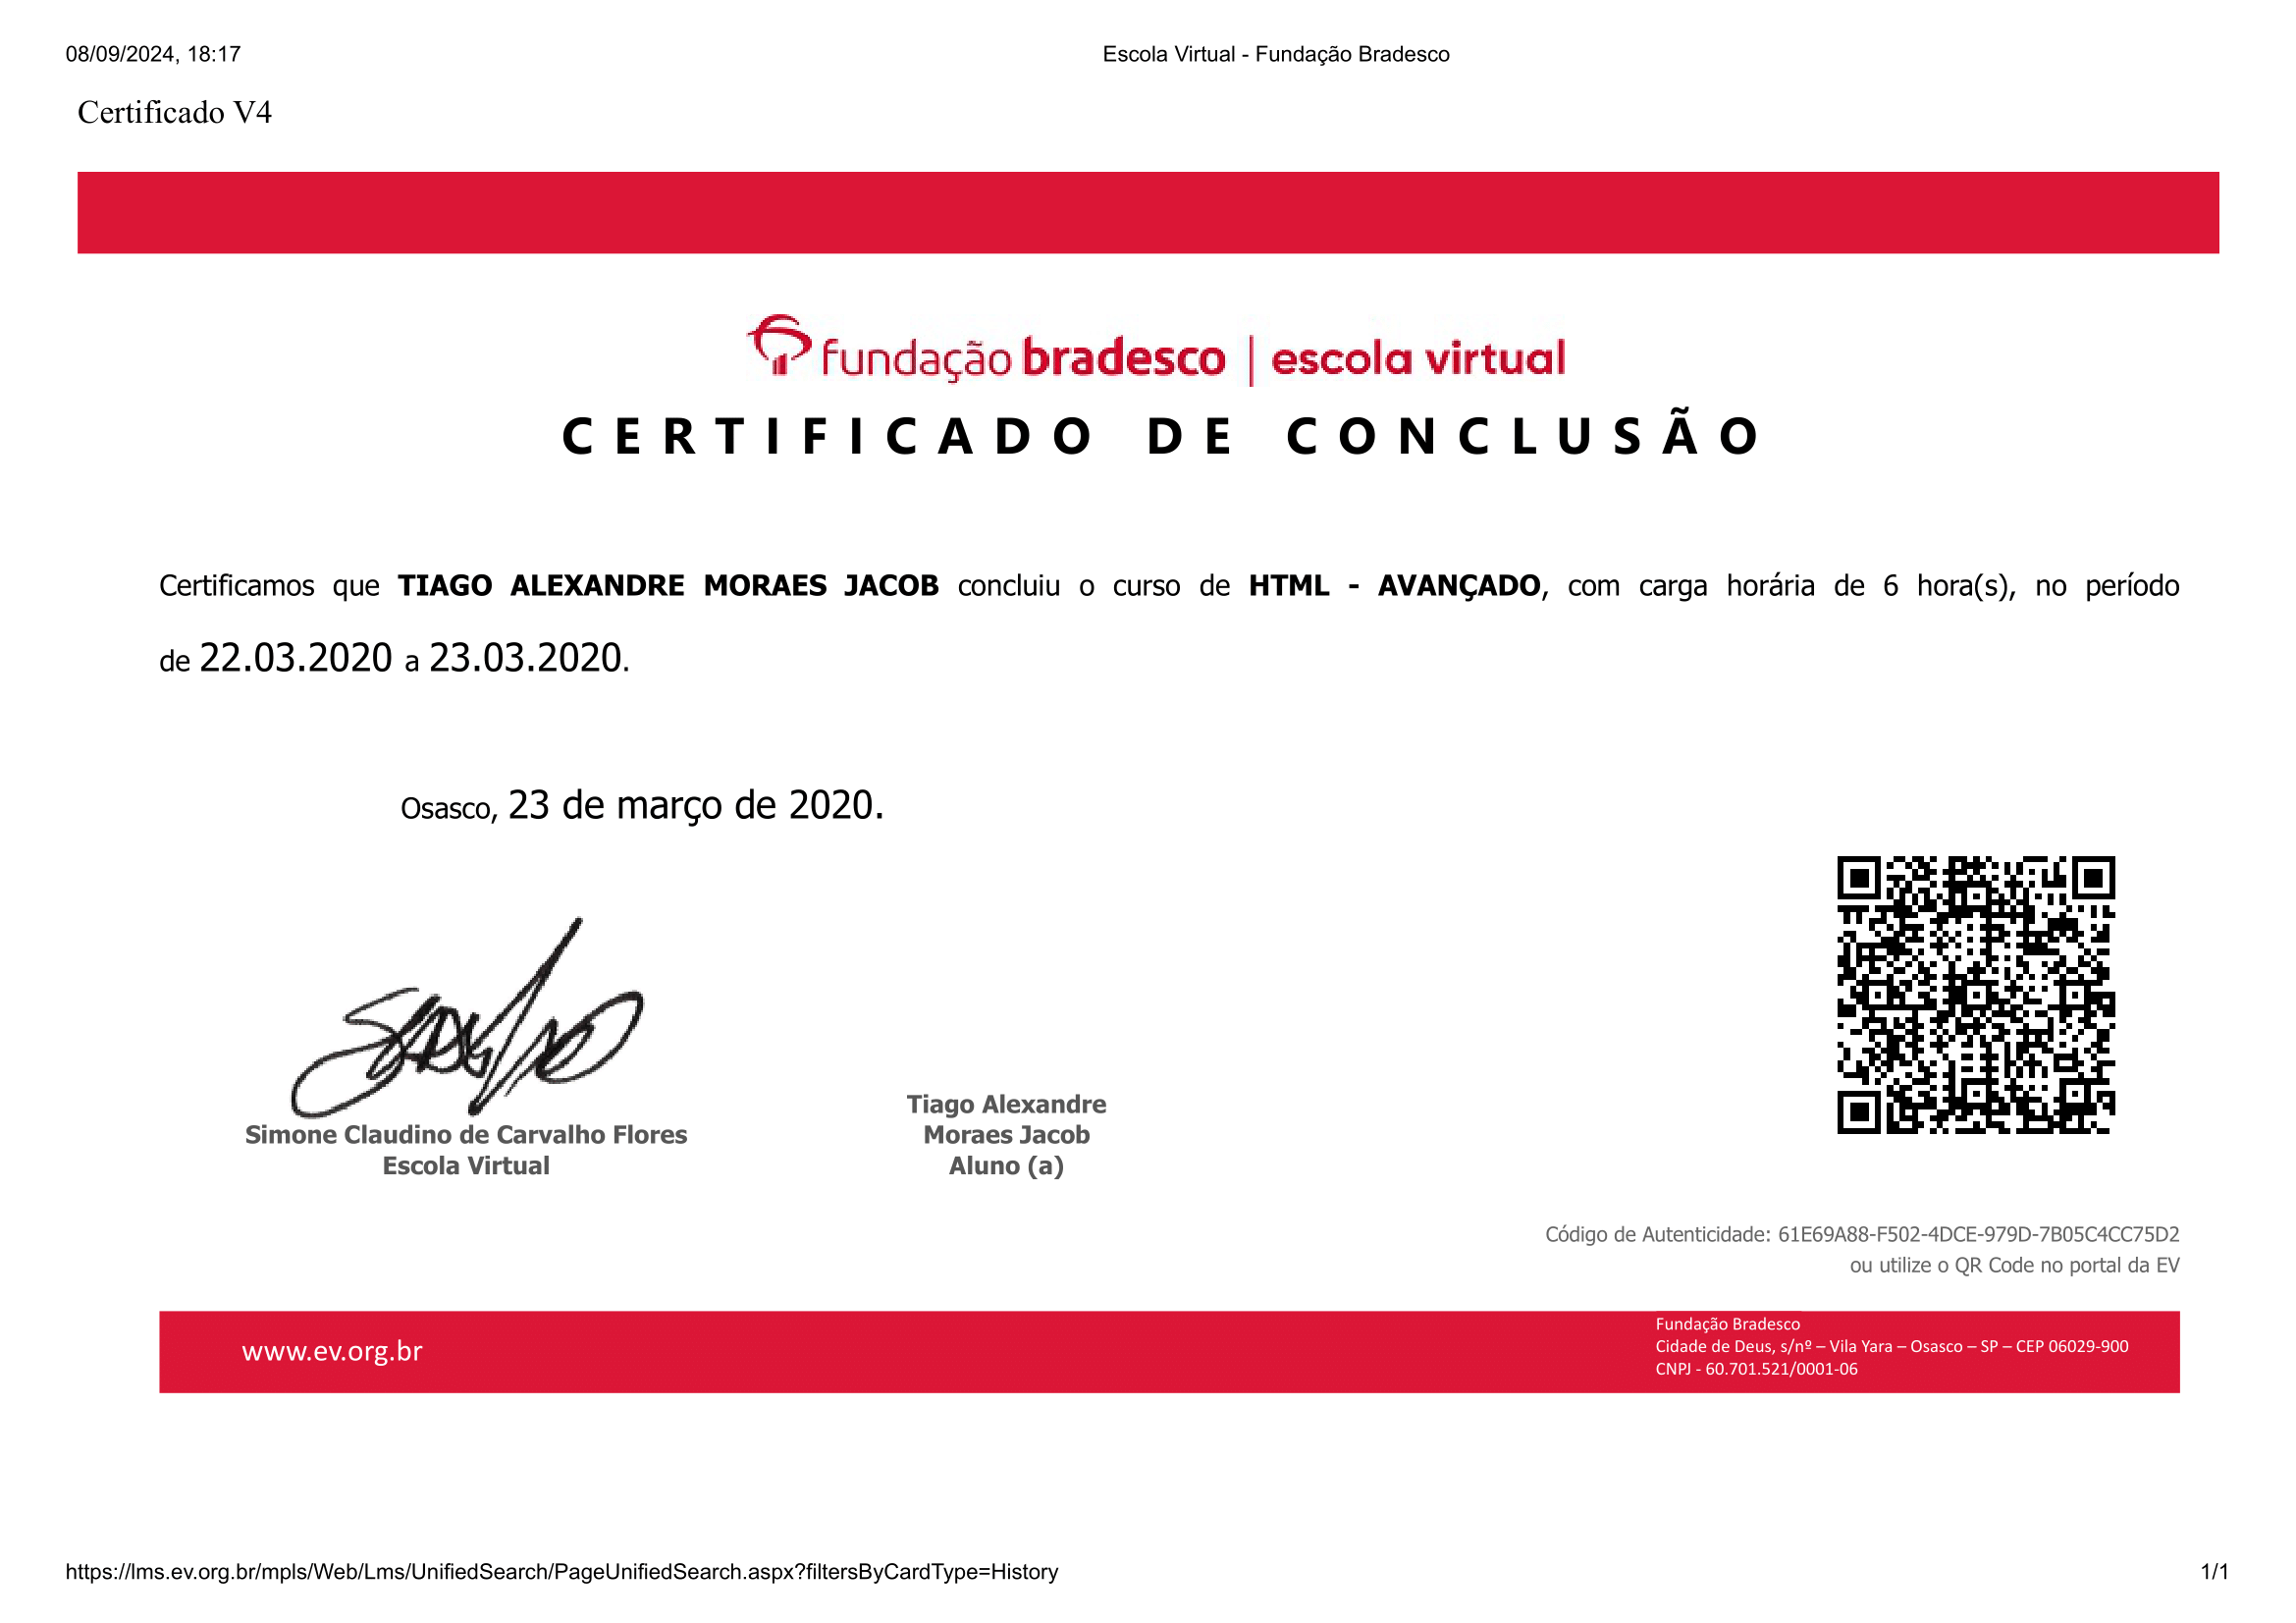 08/09/2024, 18:17
Escola Virtual - Fundação Bradesco
Certificado V4
fundação bradesco | escola virtual
CERTIFICADO DE CONCLUSÃO
Certificamos que TIAGO ALEXANDRE MORAES JACOB concluiu o curso de HTML - AVANÇADO, com carga horária de 6 hora(s), no período
de 22.03.2020 a 23.03.2020.
Osasco, 23 de março de 2020.
Simone Claudino de Carvalho Flores
Escola Virtual
Tiago Alexandre
Moraes Jacob
Aluno (a)
Código de Autenticidade: 61E69A88-F502-4DCE-979D-7B05C4CC75D2
ou utilize o QR Code no portal da EV
www.ev.org.br
Fundação Bradesco
Cidade de Deus, s/nº – Vila Yara – Osasco – SP – CEP 06029-900
CNPJ - 60.701.521/0001-06
https://lms.ev.org.br/mpls/Web/Lms/UnifiedSearch/PageUnifiedSearch.aspx?filtersByCardType=History
1/1